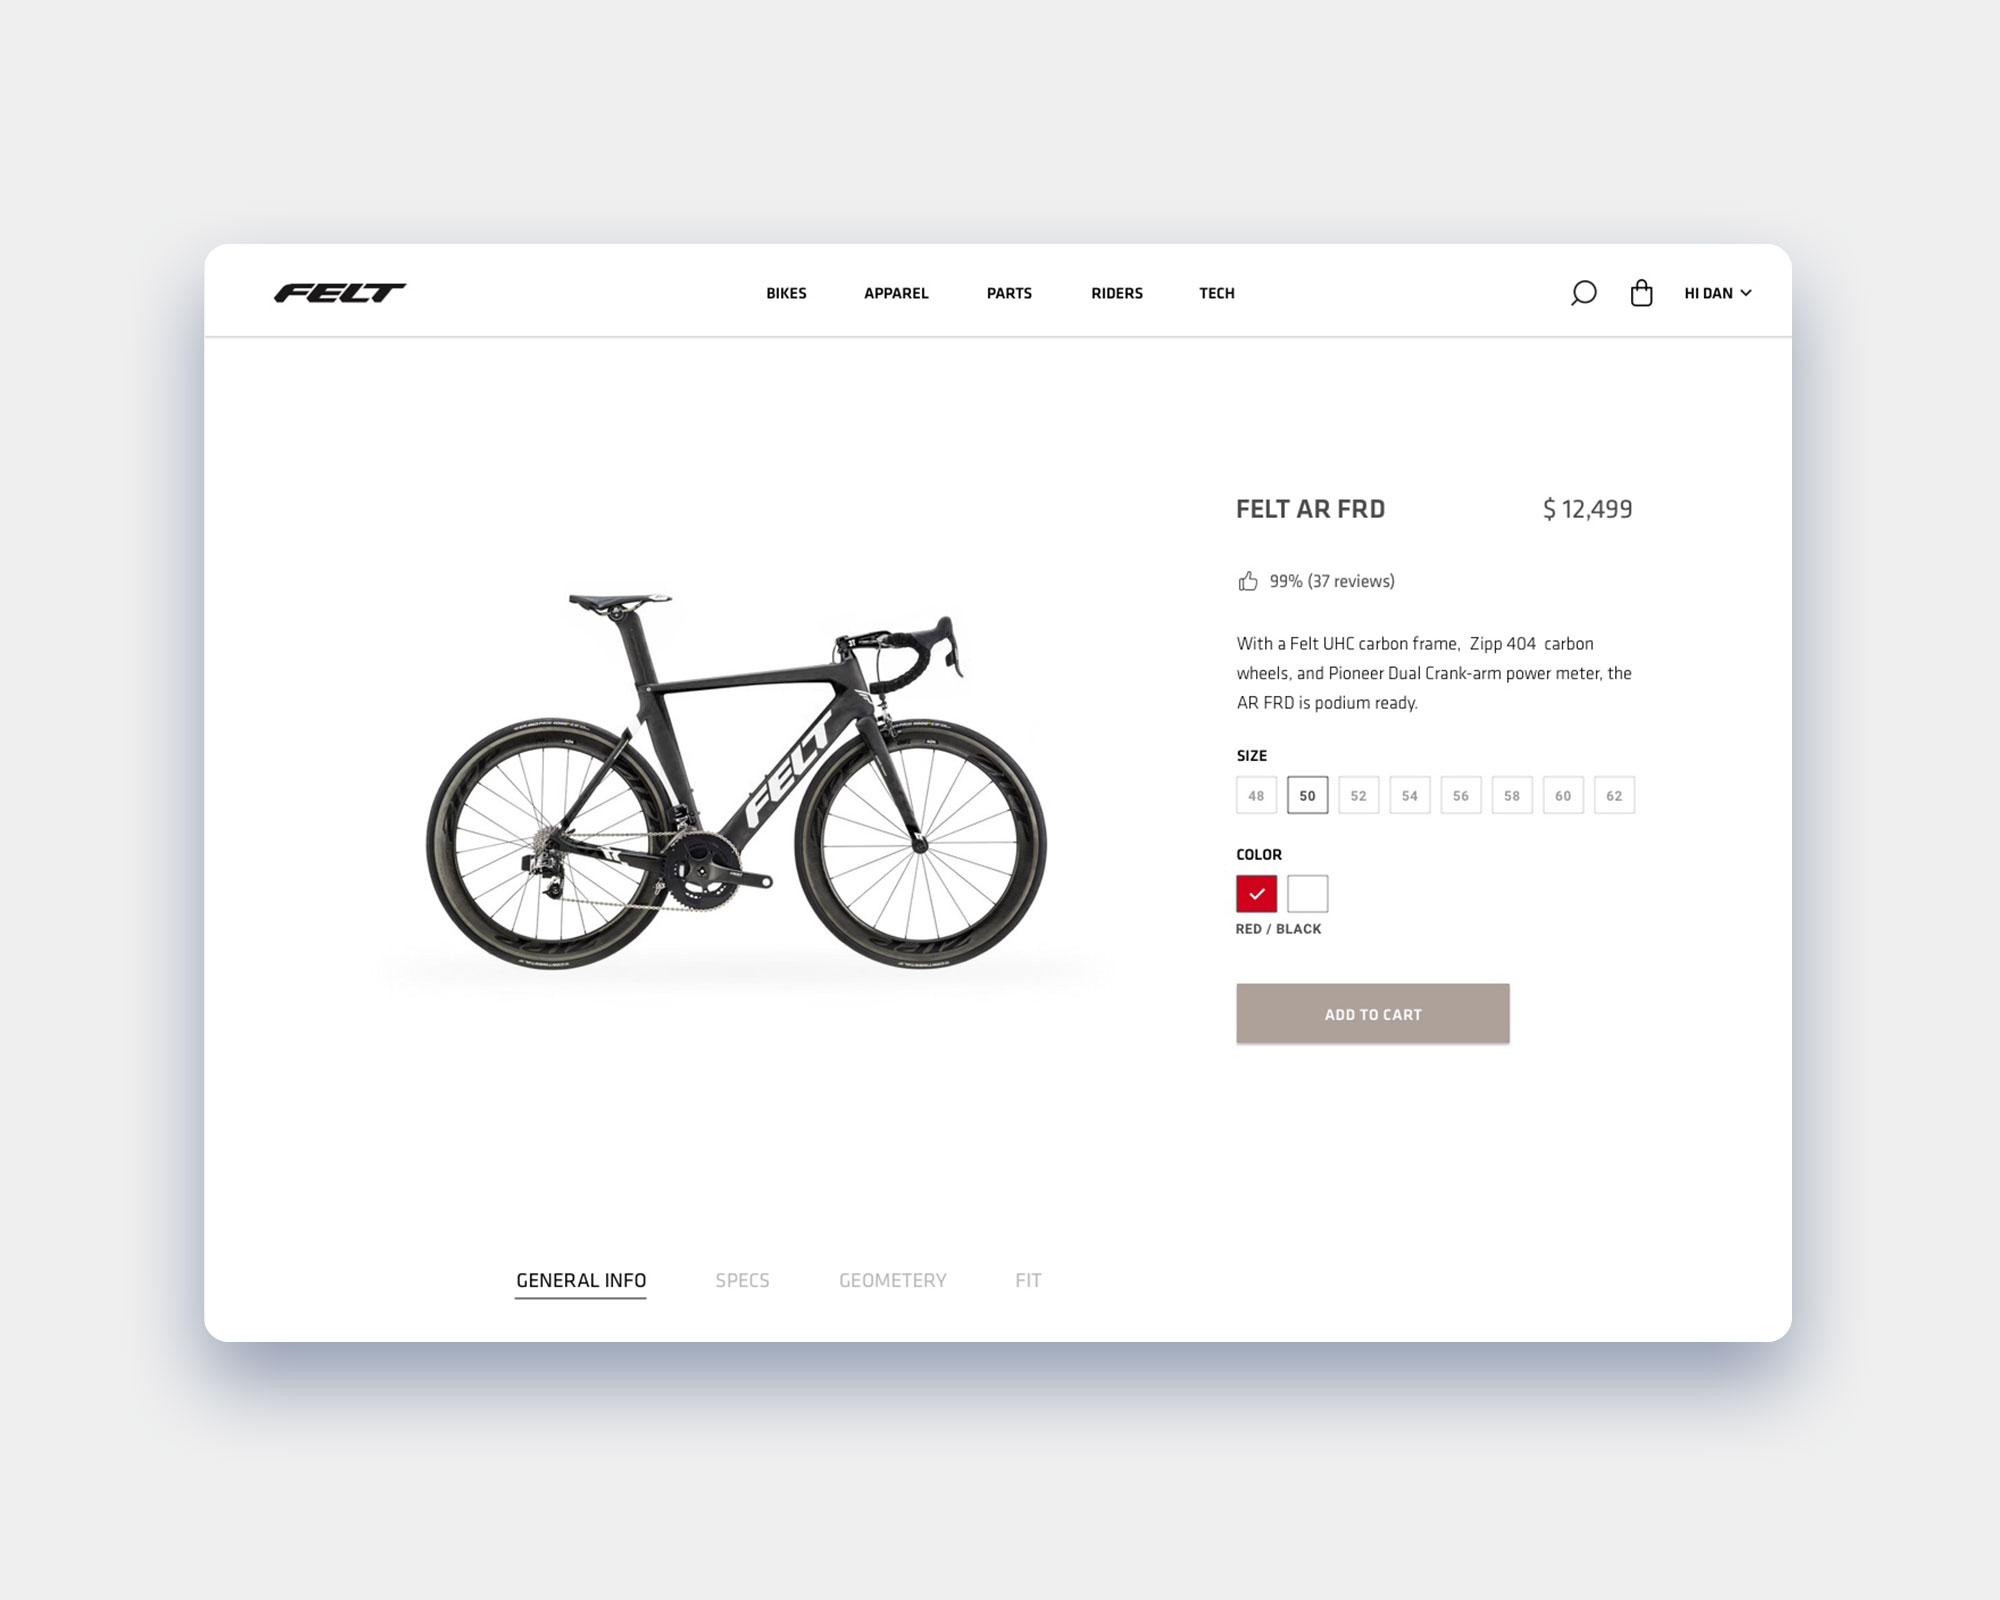 FELT
BIKES APPAREL PARTS RIDERS TECH
HI DAN
FELT AR FRD
$ 12,499
99% (37 reviews)
With a Felt UHC carbon frame, Zipp 404 carbon
wheels, and Pioneer Dual Crank-arm power meter, the
AR FRD is podium ready.
FELT
SIZE
48 50 52 54 56 58 60 62
COLOR
RED / BLACK
ADD TO CART
GENERAL INFO SPECS GEOMETERY FIT